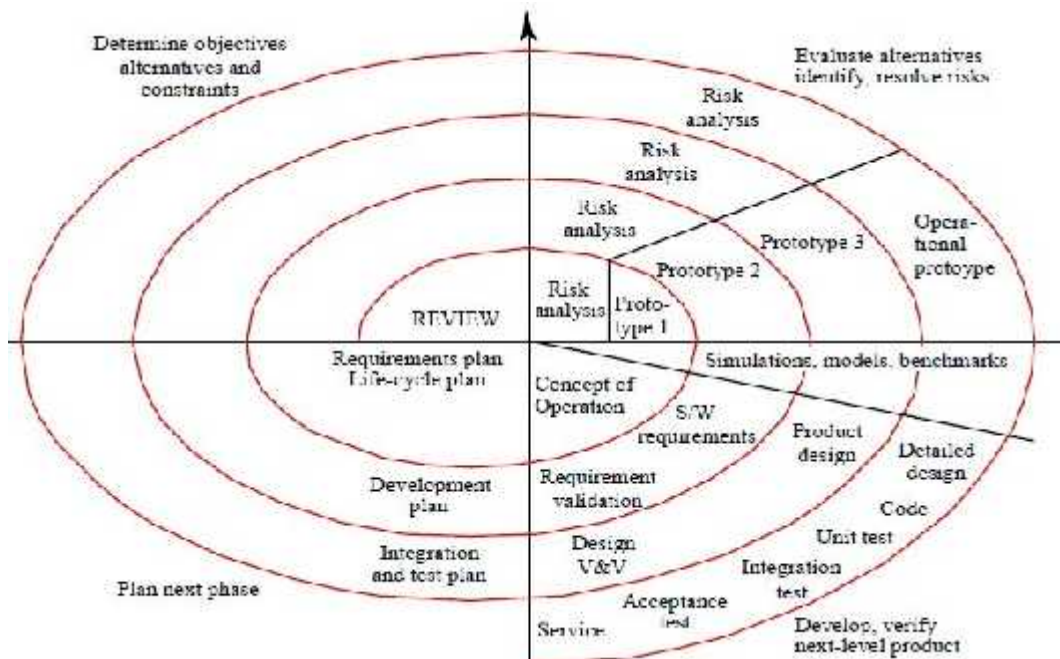 Determine objectives
alternatives and
constraints
Evaluate alternatives
identify, resolve risks
Risk
analysis
Risk
analysis
Risk
analysis
Risk
analysis
Proto-
type 1
Prototype 2
Prototype 3
Opera-
tional
protoype
REVIEW
Requirements plan
Life-cycle plan
Simulations, models, benchmarks
Concept of
Operation
S/W
requirements
Product
design
Detailed
design
Development
plan
Requirement
validation
Code
Unit test
Integration
and test plan
Design
V&V
Integration
test
Plan next phase
Acceptance
test
Service
Develop, verify
next-level product